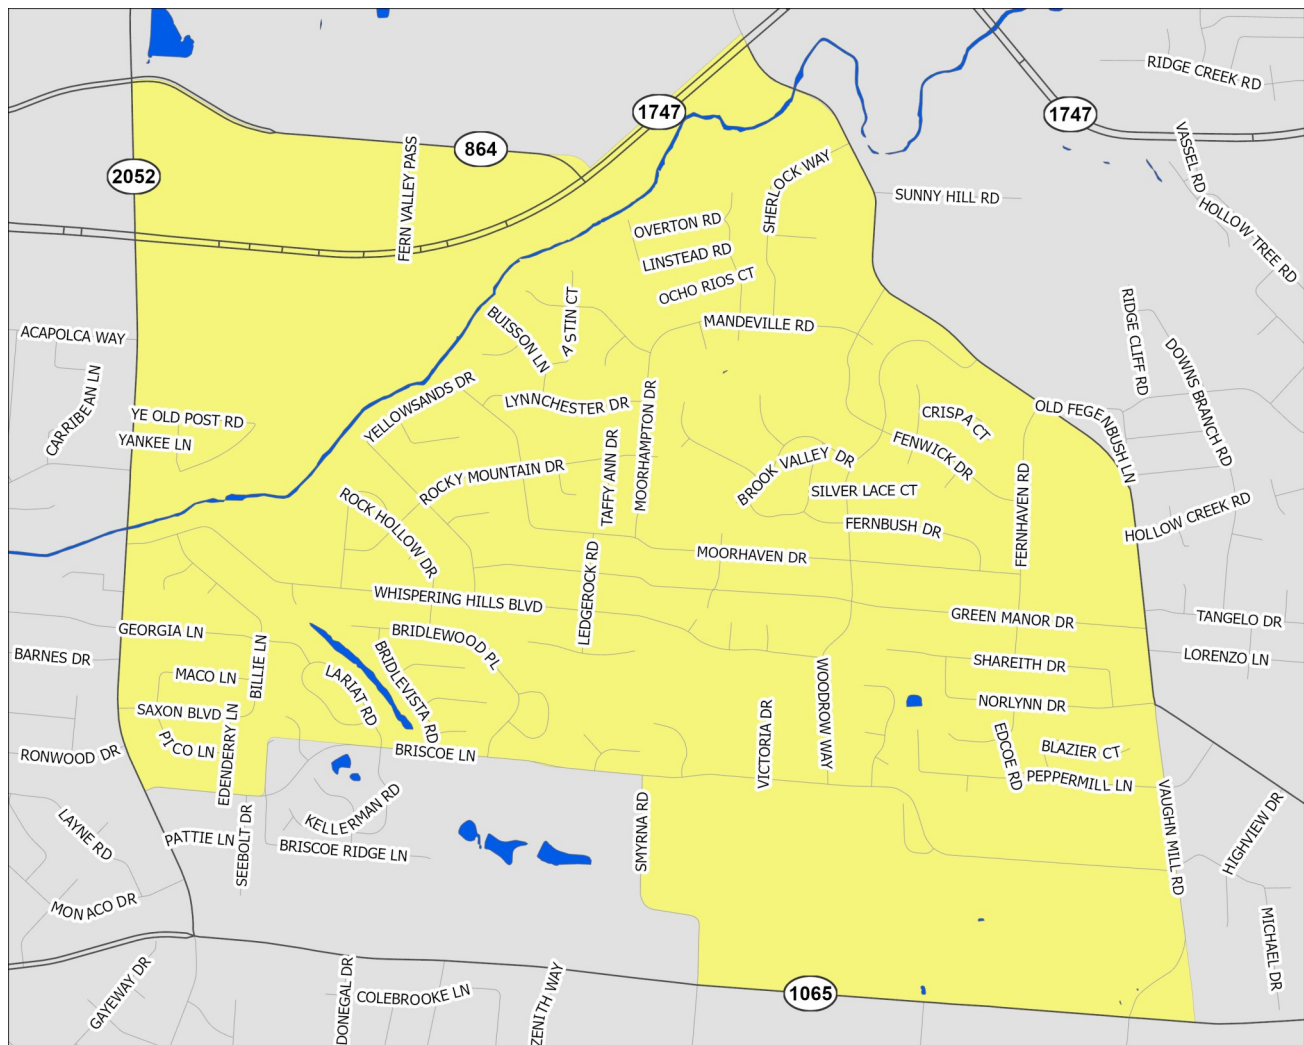 RIDGE CREEK RD
1747
1747
864
2052
FERN VALLEY PASS
VASSEL RD
SHERLOCK WAY
SUNNY HILL RD
HOLLOW TREE RD
OVERTON RD
LINSTEAD RD
OCHO RIOS CT
MANDEVILLE RD
BUISSON LN
A STIN CT
ACAPOLCA WAY
CARRIBEAN LN
RIDGE CLIFF RD
DOWNS BRANCH RD
YE OLD POST RD
YANKEE LN
YELLOWSANDS DR
LYNNCHESTER DR
MOORHAMPTON DR
TAFFY ANN DR
CRISPA CT
OLD FEGENBUSH LN
FENWICK DR
BROOK VALLEY DR
SILVER LACE CT
FERNBUSH DR
FERNHAVEN RD
ROCKY MOUNTAIN DR
ROCK HOLLOW DR
HOLLOW CREEK RD
MOORHAVEN DR
LEDGEROCK RD
WHISPERING HILLS BLVD
GREEN MANOR DR
TANGELO DR
LORENZO LN
GEORGIA LN
BARNES DR
BILLIE LN
MACO LN
SAXON BLVD
PICO LN
EDENDERRY LN
RONWOOD DR
BRIDLEWOOD PL
BRIDLEVISTA RD
LARIAT RD
BRISCOE LN
SHAREITH DR
NORLYNN DR
WOODROW WAY
VICTORIA DR
EDCOE RD
BLAZIER CT
PEPPERMILL LN
VAUGHN MILL RD
HIGHVIEW DR
MICHAEL DR
KELLERMAN RD
BRISCOE RIDGE LN
SMYRNA RD
SEEBOLT DR
PATTIE LN
LAYNE RD
MONACO DR
GAYEWAY DR
DONEGAL DR
COLEBROOKE LN
ZENITH WAY
1065